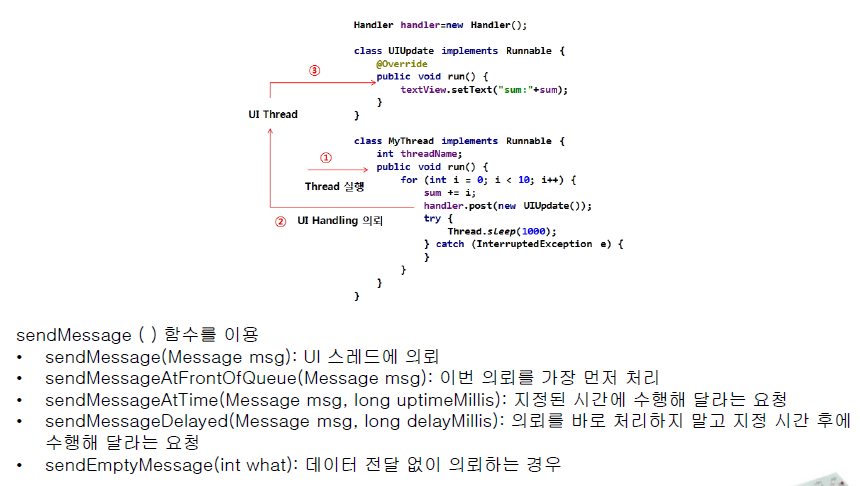 Handler handler=new Handler();
class UIUpdate implements Runnable {
@Override
③
public void run() {
textView.setText("sum:"+sum);
}
}
UI Thread
class MyThread implements Runnable {
int threadName;
①
public void run() {
for (int i = 0; i < 10; i++) {
Thread 실행
sum += i;
handler.post(new UIUpdate());
② UI Handling 의뢰
try {
Thread.sleep(1000);
} catch (InterruptedException e) {
}
}
}
}
sendMessage ( ) 함수를 이용
• sendMessage(Message msg): UI 스레드에 의뢰
• sendMessageAtFrontOfQueue(Message msg): 이번 의뢰를 가장 먼저 처리
• sendMessageAtTime(Message msg, long uptimeMillis): 지정된 시간에 수행해 달라는 요청
• sendMessageDelayed(Message msg, long delayMillis): 의뢰를 바로 처리하지 말고 지정 시간 후에
수행해 달라는 요청
• sendEmptyMessage(int what): 데이터 전달 없이 의뢰하는 경우